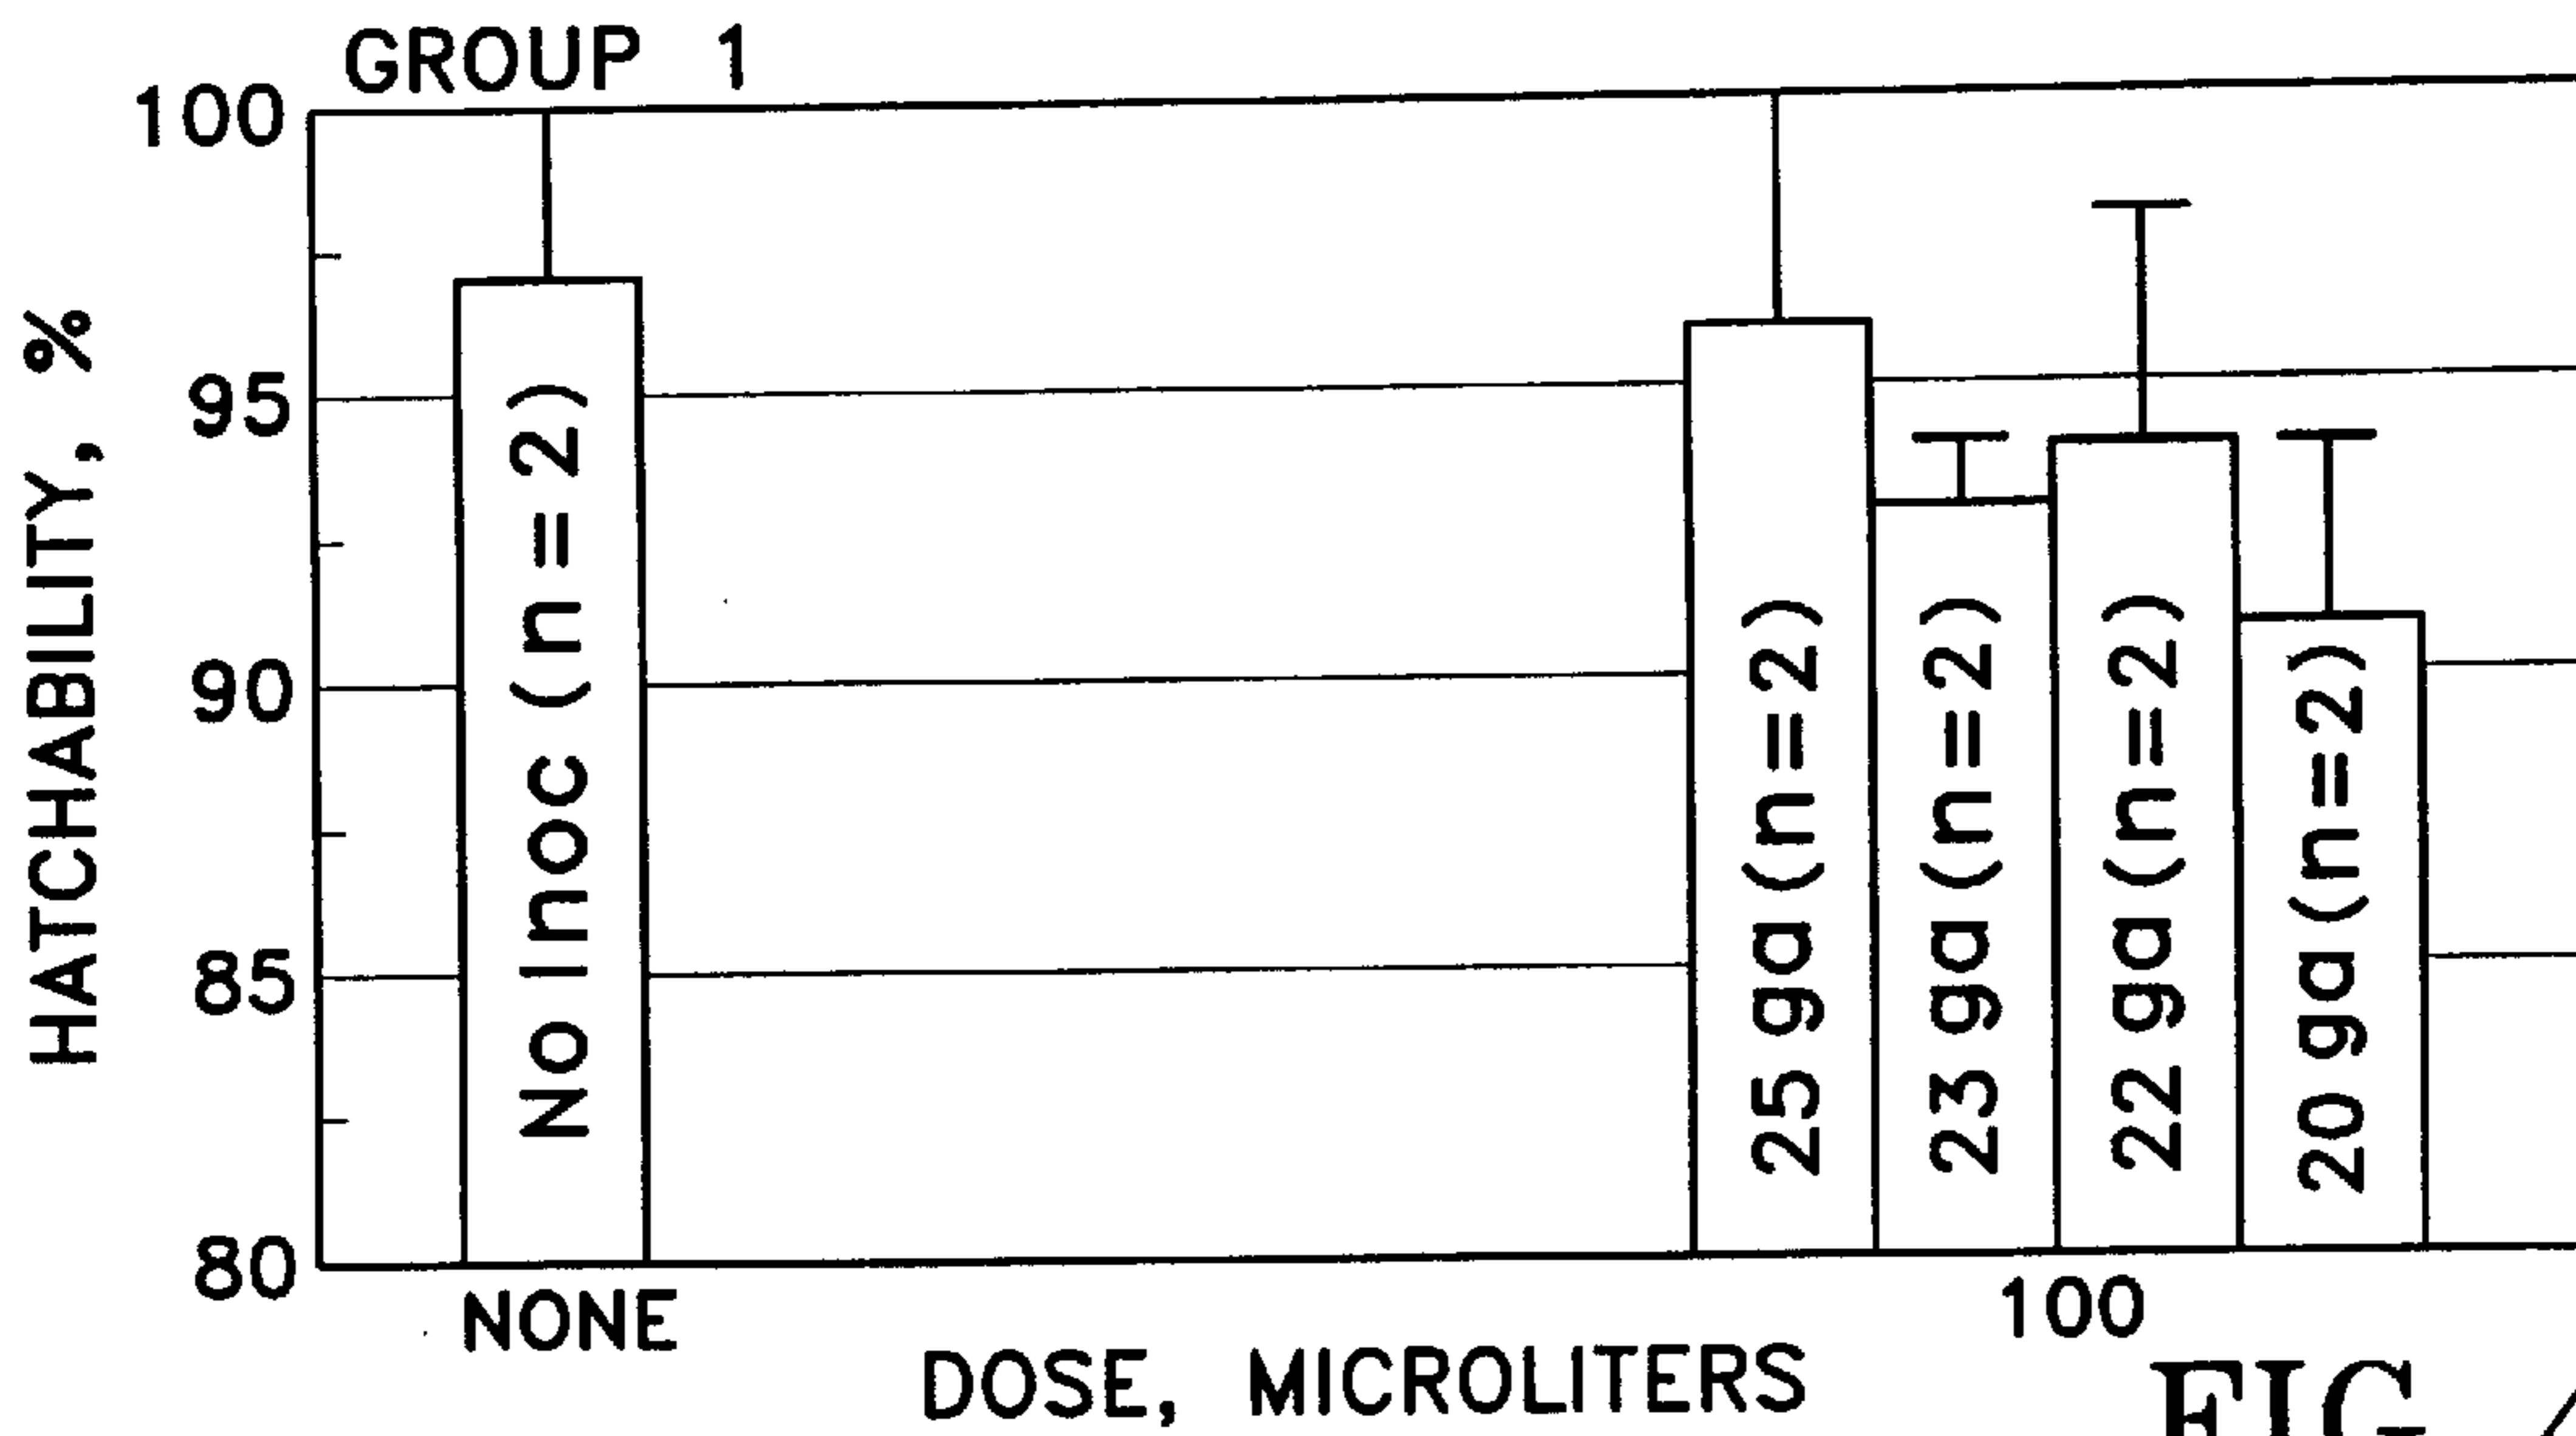 GROUP 1
HATCHABILITY, %
100
95
90
85
80
No Inoc (n = 2)
25 ga (n=2)
23 ga (n=2)
22 ga (n=2)
20 ga (n=2)
NONE
100
DOSE, MICROLITERS
FIG.